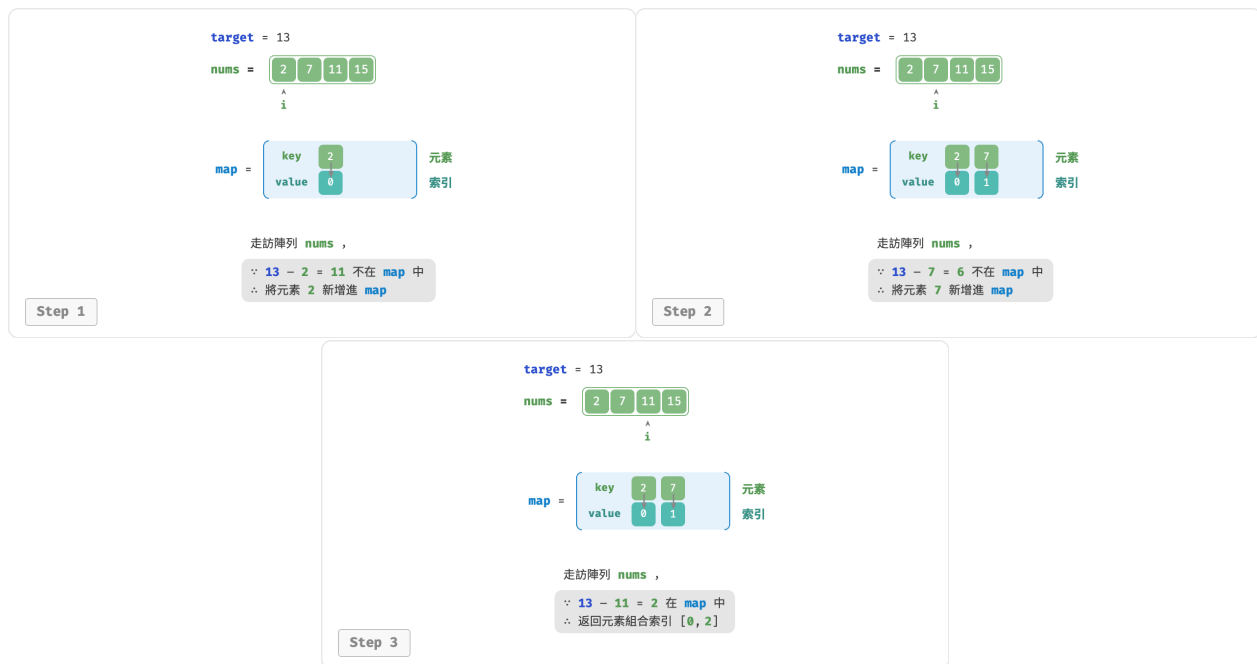 target = 13
nums = 2 7 11 15
i
key 2 元素
map =
value 0 索引
走訪陣列 nums ,
∵ 13 − 2 = 11 不在 map 中
∴ 將元素 2 新增進 map
Step 1
target = 13
nums = 2 7 11 15
i
key 2 7 元素
map =
value 0 1 索引
走訪陣列 nums ,
∵ 13 − 7 = 6 不在 map 中
∴ 將元素 7 新增進 map
Step 2
target = 13
nums = 2 7 11 15
i
key 2 7 元素
map =
value 0 1 索引
走訪陣列 nums ,
∵ 13 − 11 = 2 在 map 中
∴ 返回元素組合索引 [0, 2]
Step 3